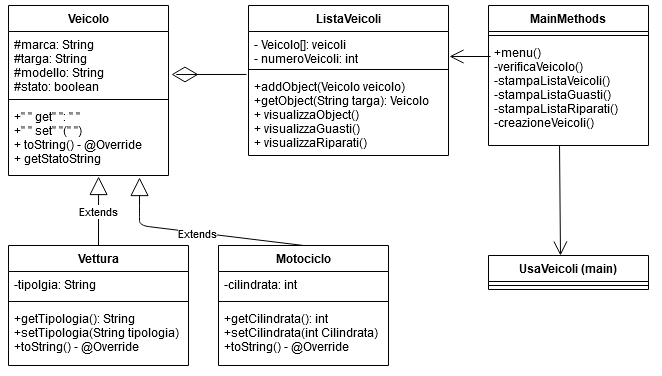 Veicolo
#marca: String
#targa: String
#modello: String
#stato: boolean
+" " get" ": " "
+" " set" "(" ")
+ toString() - @Override
+ getStatoString
ListaVeicoli
- Veicolo[]: veicoli
- numeroVeicoli: int
+addObject(Veicolo veicolo)
+getObject(String targa): Veicolo
+ visualizzaObject()
+ visualizzaGuasti()
+ visualizzaRiparati()
MainMethods
+menu()
-verificaVeicolo()
-stampaListaVeicoli()
-stampaListaGuasti()
-stampaListaRiparati()
-creazioneVeicoli()
Extends
Extends
Vettura
-tipolgia: String
+getTipologia(): String
+setTipologia(String tipologia)
+toString() - @Override
Motociclo
-cilindrata: int
+getCilindrata(): int
+setCilindrata(int Cilindrata)
+toString() - @Override
UsaVeicoli (main)